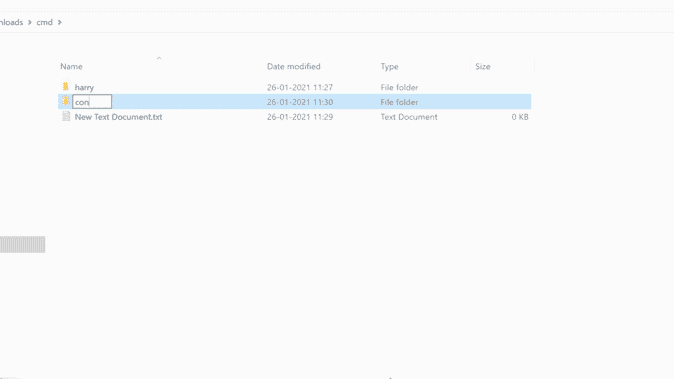 nloads > cmd >
Name Date modified Type Size
harry 26-01-2021 11:27 File folder
con 26-01-2021 11:30 File folder
New Text Document.txt 26-01-2021 11:29 Text Document 0 KB